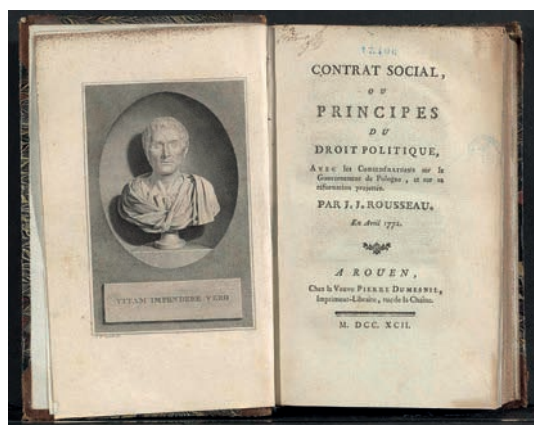 VITAM IMPENDERE VERO
CONTRAT SOCIAL,
OU
PRINCIPES
DU
DROIT POLITIQUE,
AVEC les Considérations sur le
Gouvernement de Pologne, et sur sa
réformation projettée.
PAR J. J. ROUSSEAU.
En Avril 1772.
A ROUEN,
Chez la Veuve PIERRE DUMESNIL,
Imprimeur-Libraire, rue de la Chaîne.
M. DCC. XCII.